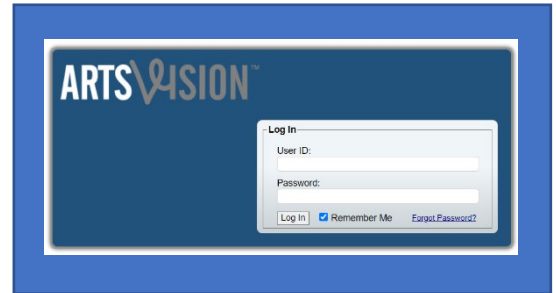 ARTSVISION™
Log In
User ID:
Password:
Log In Remember Me Forgot Password?